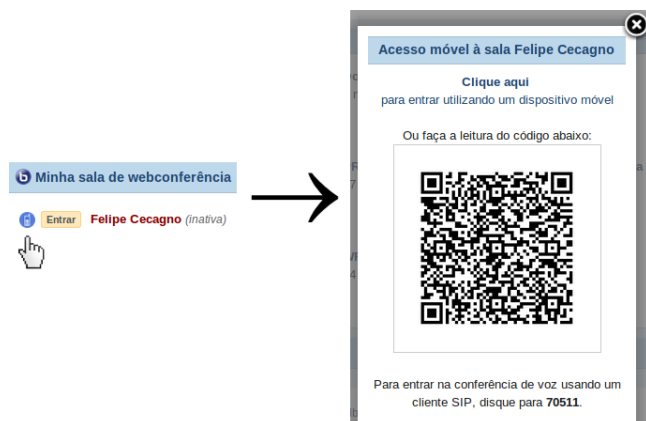 Minha sala de webconferência
Entrar Felipe Cecagno (inativa)
Acesso móvel à sala Felipe Cecagno
Clique aqui
para entrar utilizando um dispositivo móvel
Ou faça a leitura do código abaixo:
Para entrar na conferência de voz usando um
cliente SIP, disque para 70511.